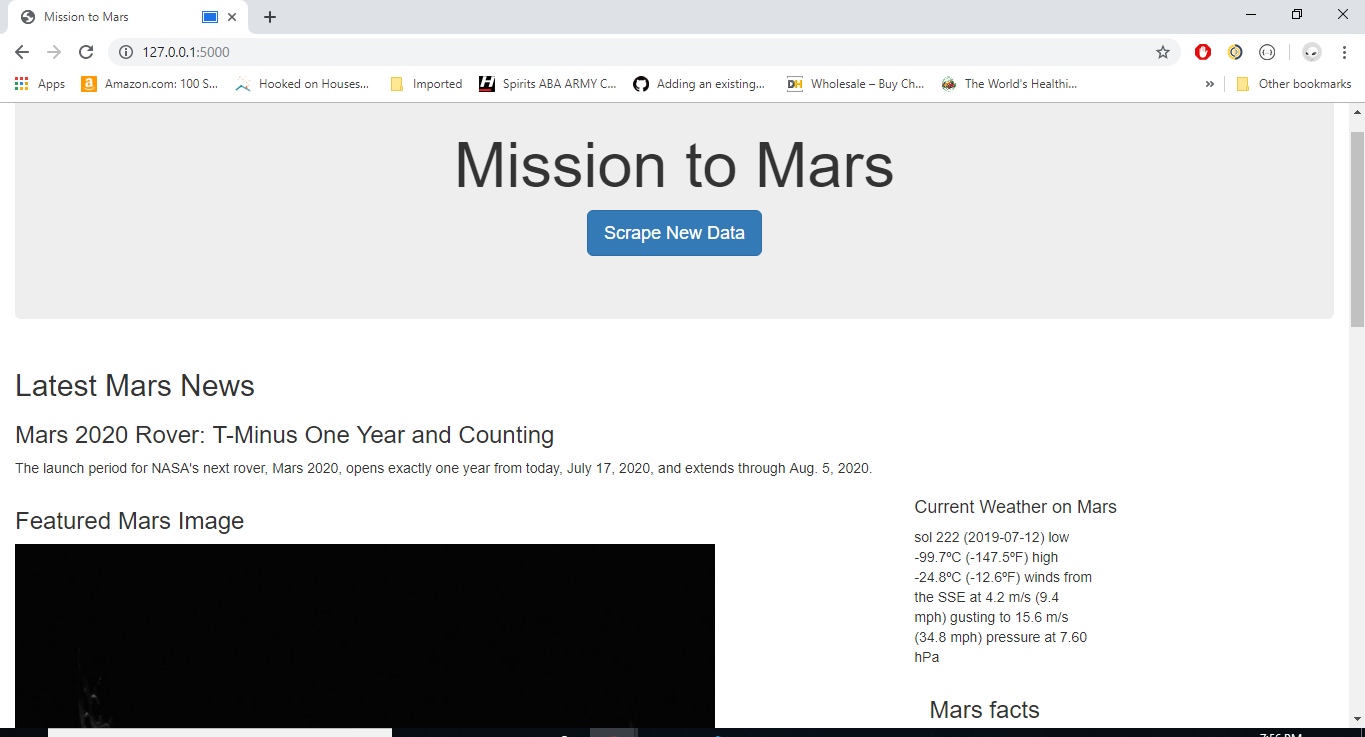 Mission to Mars
127.0.0.1:5000
Apps
Amazon.com: 100 S...
Hooked on Houses...
Imported
Spirits ABA ARMY C...
Adding an existing...
Wholesale – Buy Ch...
The World's Healthi...
»
Other bookmarks
Mission to Mars
Scrape New Data
Latest Mars News
Mars 2020 Rover: T-Minus One Year and Counting
The launch period for NASA's next rover, Mars 2020, opens exactly one year from today, July 17, 2020, and extends through Aug. 5, 2020.
Featured Mars Image
Current Weather on Mars
sol 222 (2019-07-12) low
-99.7ºC (-147.5ºF) high
-24.8ºC (-12.6ºF) winds from
the SSE at 4.2 m/s (9.4
mph) gusting to 15.6 m/s
(34.8 mph) pressure at 7.60
hPa
Mars facts